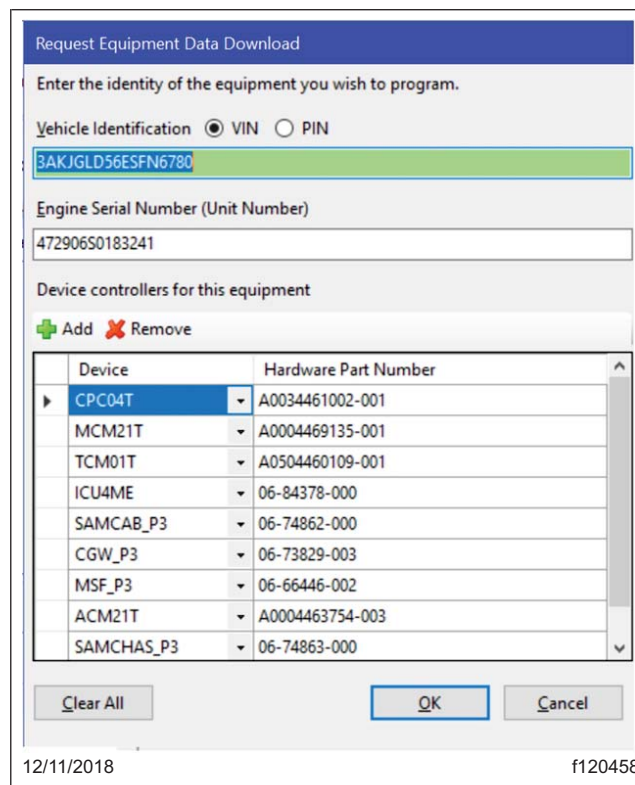 Request Equipment Data Download
Enter the identity of the equipment you wish to program.
Vehicle Identification VIN PIN
3AKJGLD56ESFN6780
Engine Serial Number (Unit Number)
472906S0183241
Device controllers for this equipment
Add Remove
Device Hardware Part Number
CPC04T A0034461002-001
MCM21T A0004469135-001
TCM01T A0504460109-001
ICU4ME 06-84378-000
SAMCAB_P3 06-74862-000
CGW_P3 06-73829-003
MSF_P3 06-66446-002
ACM21T A0004463754-003
SAMCHAS_P3 06-74863-000
Clear All OK Cancel
12/11/2018 f120458